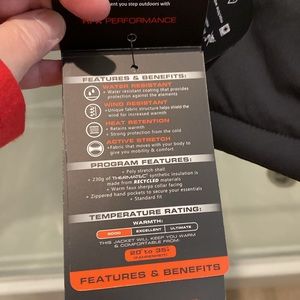 ent you step outdoors with
PERFORMANCE
FEATURES & BENEFITS:
WATER RESISTANT
• Water resistant coating that provides
protection against the elements
WIND RESISTANT
•Unique fabric structure helps shield the
wind for increased warmth
HEAT RETENTION
• Retains warmth
• Strong protection from the cold
ACTIVE STRETCH
• Fabric that moves with your body to
give you mobility & comfort
PROGRAM FEATURES:
• Poly stretch shell
• 230g of THERMATEC synthetic insulation is
made from RECYCLED materials
• Warm faux sherpa collar facing
• Zippered hand pockets to secure your essentials
• Standard fit
TEMPERATURE RATING:
WARMTH:
GOOD EXCELLENT ULTIMATE
THIS JACKET WILL KEEP YOU WARM
& COMFORTABLE FROM:
20° to 35°
(FAHRENHEIT)
FEATURES & BENEFITS